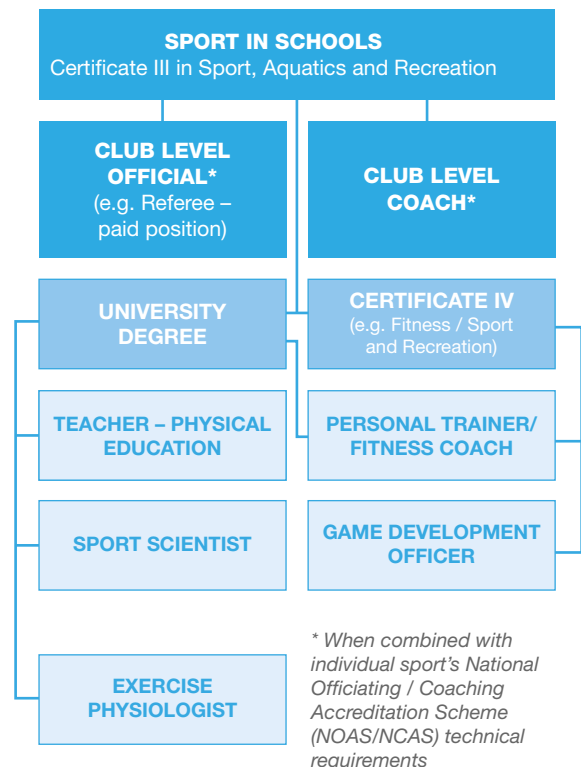 SPORT IN SCHOOLS
Certificate III in Sport, Aquatics and Recreation
CLUB LEVEL
OFFICIAL*
(e.g. Referee –
paid position)
CLUB LEVEL
COACH*
UNIVERSITY
DEGREE
CERTIFICATE IV
(e.g. Fitness / Sport
and Recreation)
TEACHER – PHYSICAL
EDUCATION
PERSONAL TRAINER/
FITNESS COACH
SPORT SCIENTIST
GAME DEVELOPMENT
OFFICER
EXERCISE
PHYSIOLOGIST
* When combined with
individual sport's National
Officiating / Coaching
Accreditation Scheme
(NOAS/NCAS) technical
requirements